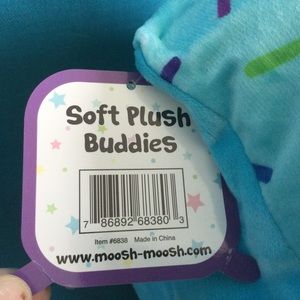 Soft Plush
Buddies
7 86892 68380 3
Item #6838 Made in China
www.moosh-moosh.com